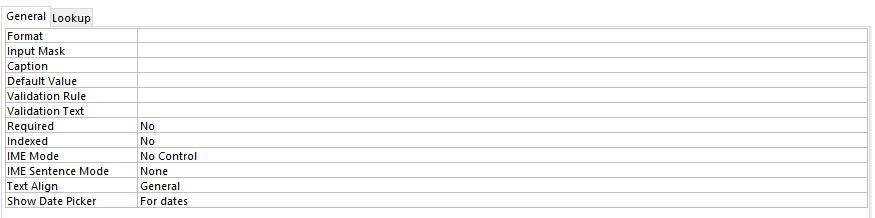 General Lookup
Format
Input Mask
Caption
Default Value
Validation Rule
Validation Text
Required No
Indexed No
IME Mode No Control
IME Sentence Mode None
Text Align General
Show Date Picker For dates